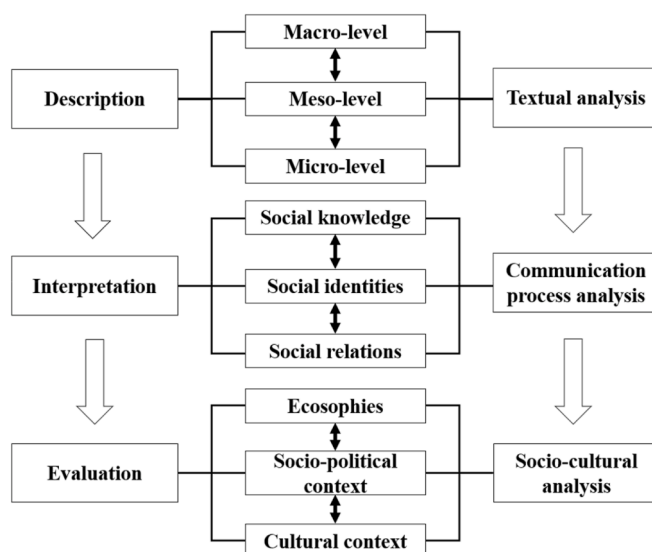 Macro-level
Description
Meso-level
Textual analysis
Micro-level
Social knowledge
Interpretation
Social identities
Communication
process analysis
Social relations
Ecosophies
Evaluation
Socio-political
context
Socio-cultural
analysis
Cultural context